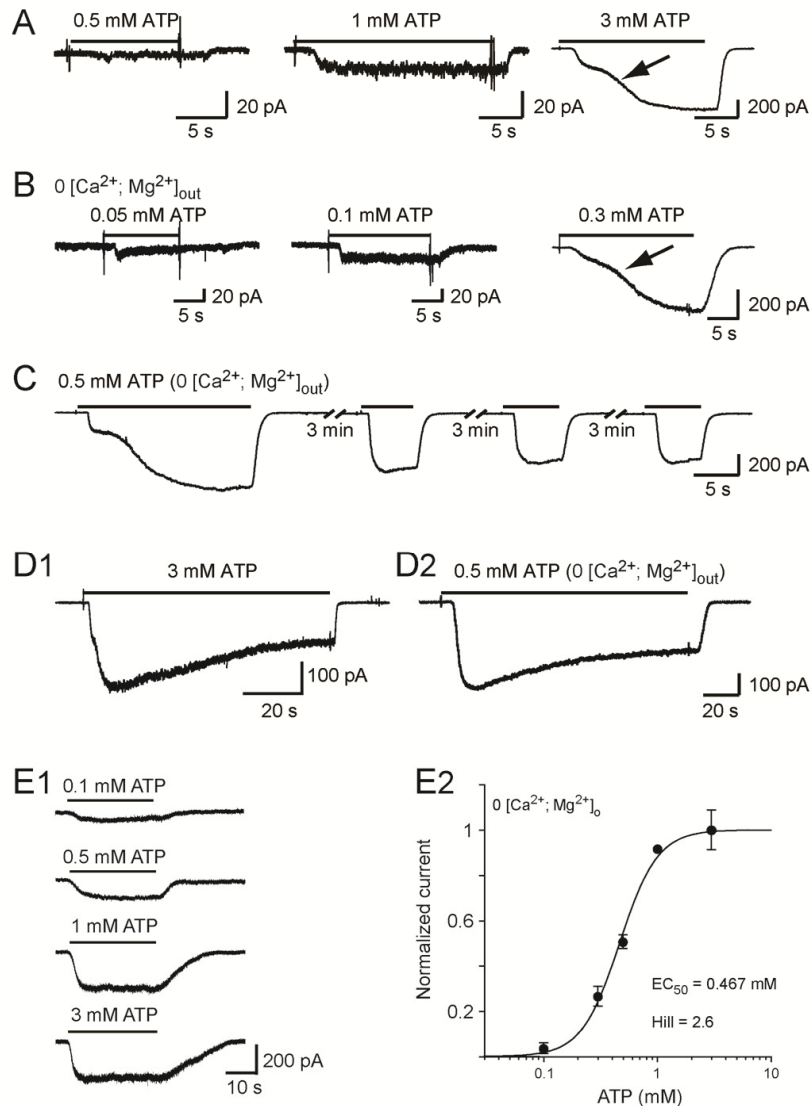 A
0.5 mM ATP
1 mM ATP
3 mM ATP
20 pA
5 s
20 pA
5 s
200 pA
5 s
B
0 [Ca²⁺; Mg²⁺]out
0.05 mM ATP
0.1 mM ATP
0.3 mM ATP
20 pA
5 s
20 pA
5 s
200 pA
5 s
C
0.5 mM ATP (0 [Ca²⁺; Mg²⁺]out)
3 min
3 min
3 min
200 pA
5 s
D1
3 mM ATP
100 pA
20 s
D2
0.5 mM ATP (0 [Ca²⁺; Mg²⁺]out)
100 pA
20 s
E1
0.1 mM ATP
0.5 mM ATP
1 mM ATP
3 mM ATP
200 pA
10 s
E2
0 [Ca²⁺; Mg²⁺]o
Normalized current
1
0.6
0.2
EC50 = 0.467 mM
Hill = 2.6
0.1
1
10
ATP (mM)